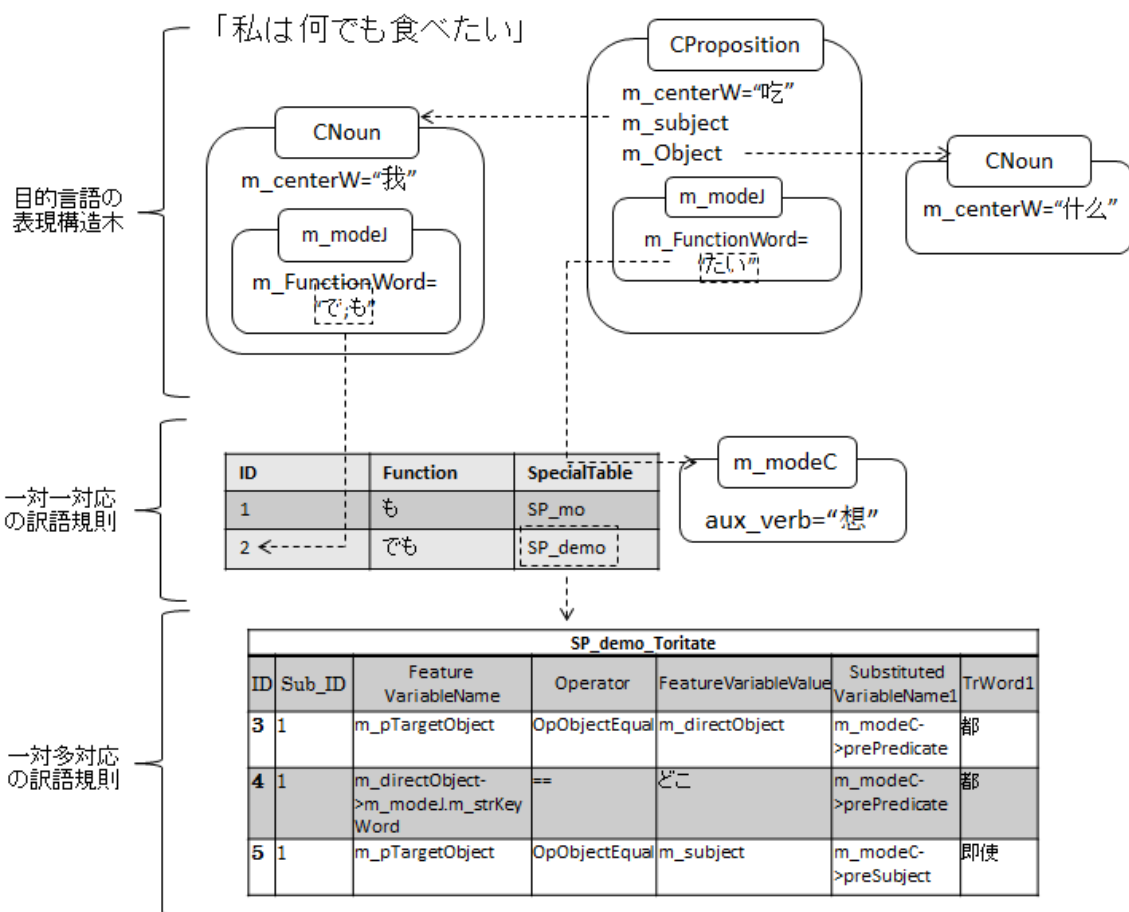 「私は何でも食べたい」
CProposition
m_centerW=“吃”
m_subject
m_Object
m_modeJ
m_FunctionWord=
“たい”
CNoun
m_centerW=“我”
m_modeJ
m_FunctionWord=
“でも”
CNoun
m_centerW=“什么”
目的言語の
表現構造木
一対一対応
の訳語規則
ID Function SpecialTable
1 も SP_mo
2 でも SP_demo
m_modeC
aux_verb=“想”
一対多対応
の訳語規則
SP_demo_Toritate
ID Sub_ID Feature
VariableName Operator FeatureVariableValue Substituted
VariableName1 TrWord1
3 1 m_pTargetObject OpObjectEqual m_directObject m_modeC-
>prePredicate 都
4 1 m_directObject-
>m_modeJ.m_strKey
Word == どこ m_modeC-
>prePredicate 都
5 1 m_pTargetObject OpObjectEqual m_subject m_modeC-
>preSubject 即使